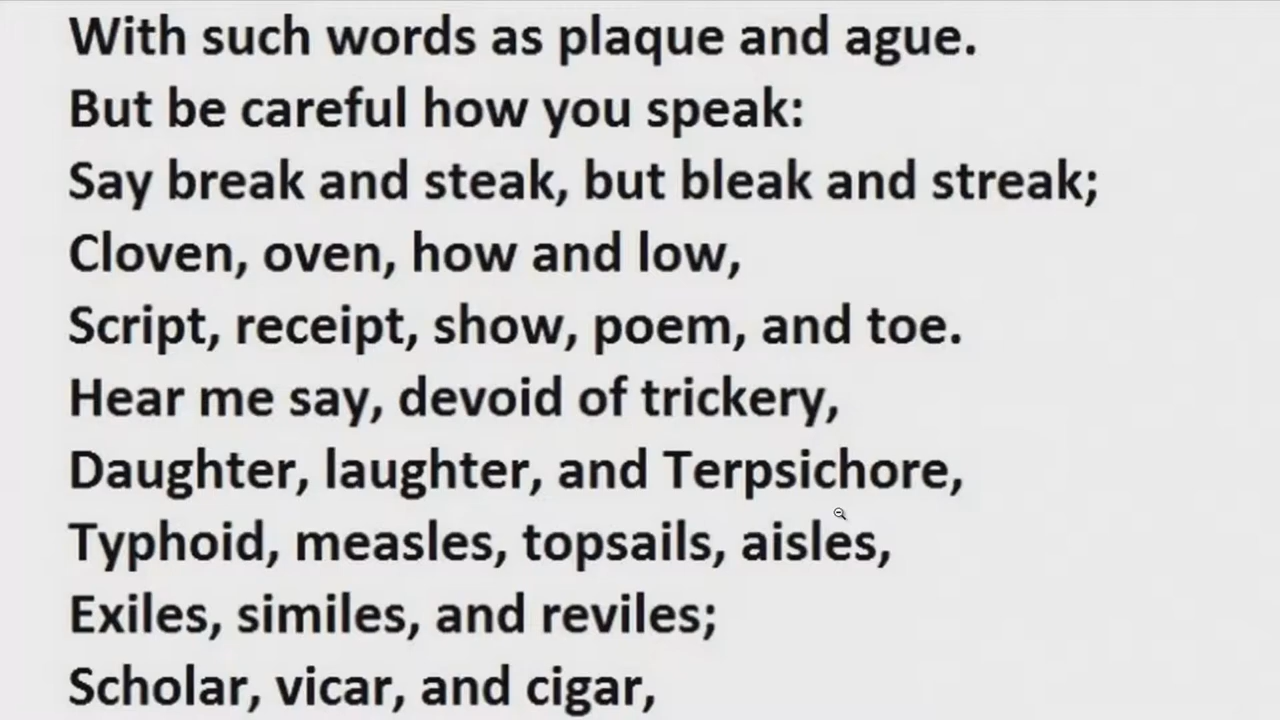 With such words as plaque and ague.
But be careful how you speak:
Say break and steak, but bleak and streak;
Cloven, oven, how and low,
Script, receipt, show, poem, and toe.
Hear me say, devoid of trickery,
Daughter, laughter, and Terpsichore,
Typhoid, measles, topsails, aisles,
Exiles, similes, and reviles;
Scholar, vicar, and cigar,